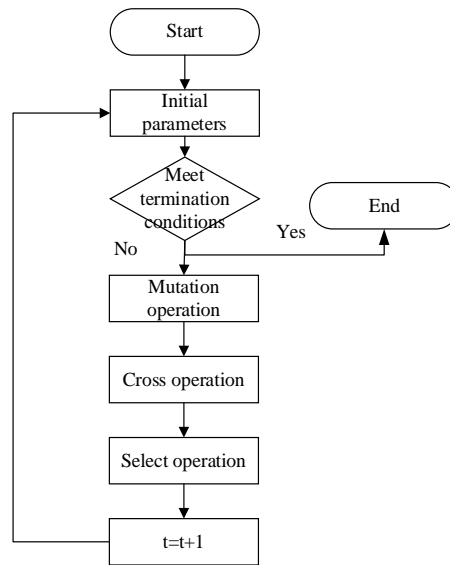 Start
Initial
parameters
Meet
termination
conditions
End
Yes
No
Mutation
operation
Cross operation
Select operation
t=t+1